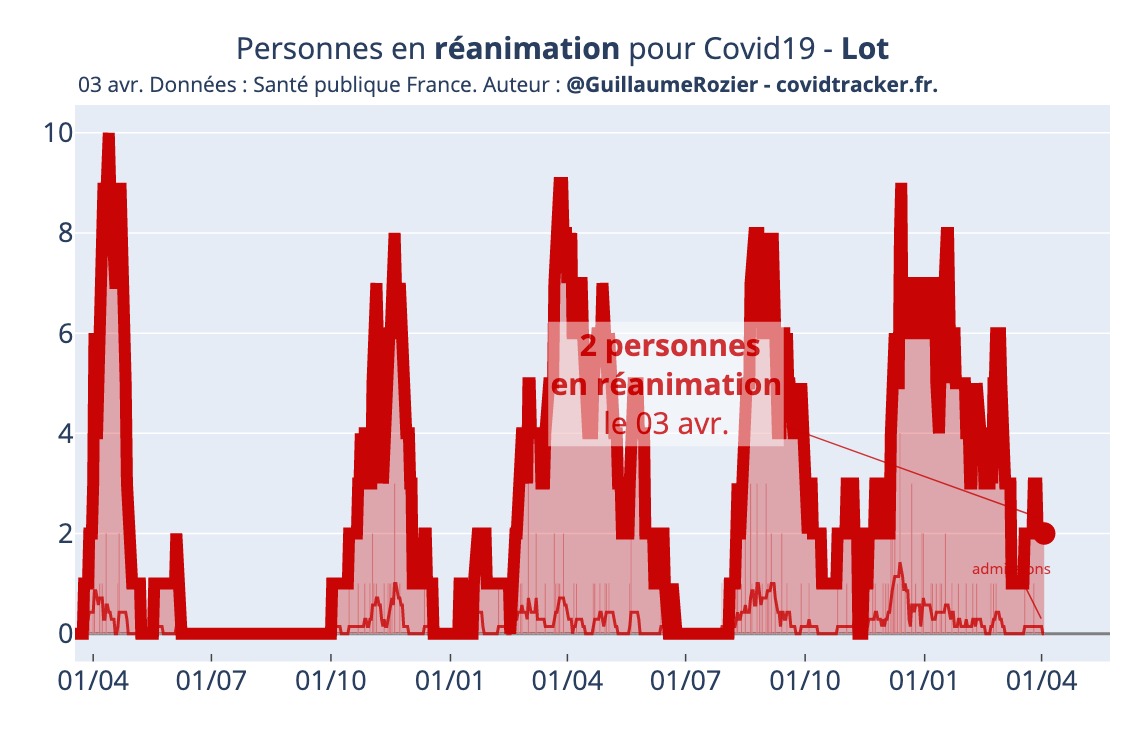 Personnes en réanimation pour Covid19 - Lot
03 avr. Données : Santé publique France. Auteur : @GuillaumeRozier - covidtracker.fr.
10
8
6
4
2
0
2 personnes
en réanimation
le 03 avr.
admissions
01/04 01/07 01/10 01/01 01/04 01/07 01/10 01/01 01/04